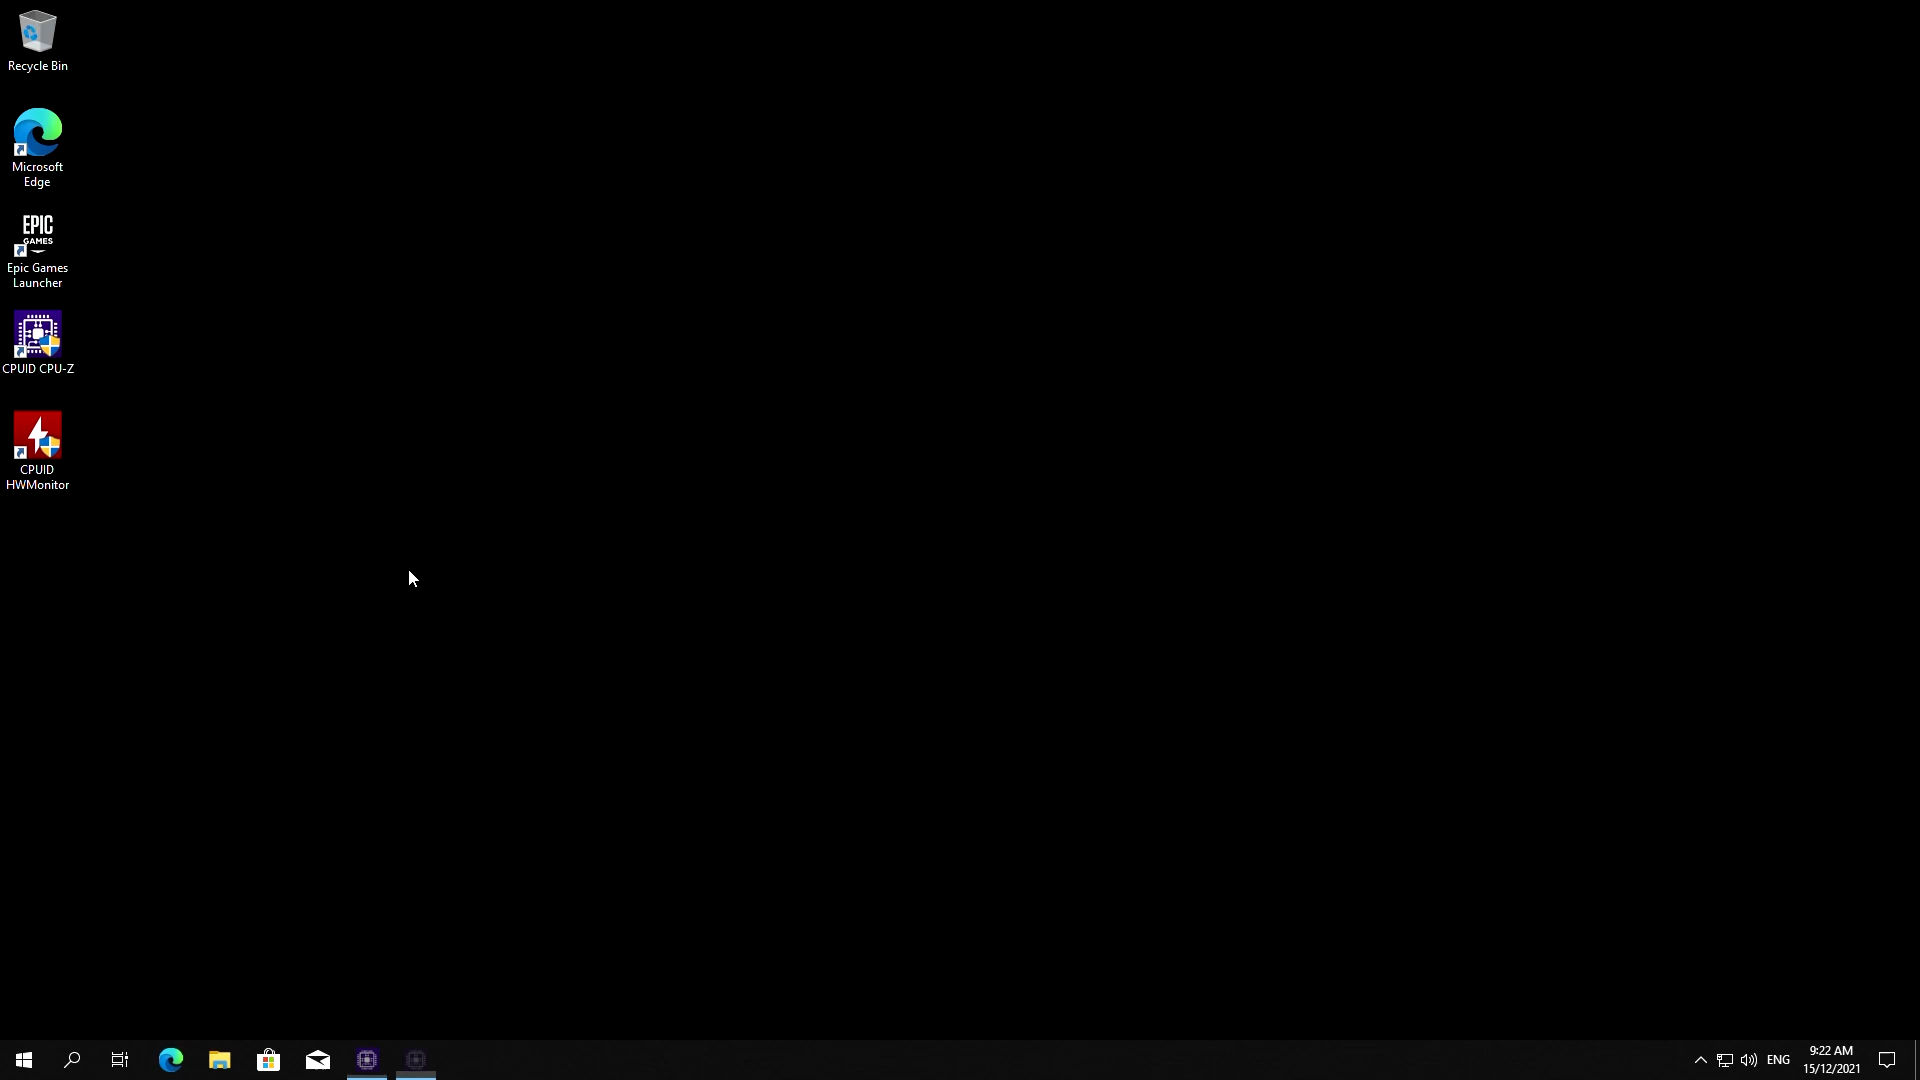 Recycle Bin
Microsoft
Edge
EPIC
GAMES
Epic Games
Launcher
CPUID CPU-Z
CPUID
HWMonitor
ENG
9:22 AM
15/12/2021